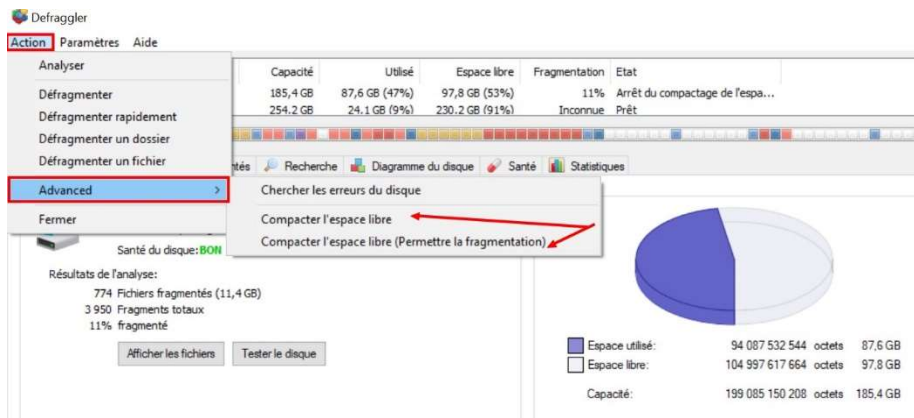 Defraggler
Action Paramètres Aide
Analyser
Défragmenter
Défragmenter rapidement
Défragmenter un dossier
Défragmenter un fichier
Advanced >
Fermer
Capacité Utilisé Espace libre Fragmentation Etat
185,4 GB 87,6 GB (47%) 97,8 GB (53%) 11% Arrêt du compactage de l'espa...
254.2 GB 24.1 GB (9%) 230.2 GB (91%) Inconnue Prêt
ntés Recherche Diagramme du disque Santé Statistiques
Chercher les erreurs du disque
Compacter l'espace libre
Compacter l'espace libre (Permettre la fragmentation)
Santé du disque: BON
Résultats de l'analyse:
774 Fichiers fragmentés (11,4 GB)
3 950 Fragments totaux
11% fragmenté
Afficher les fichiers Tester le disque
Espace utilisé: 94 087 532 544 octets 87,6 GB
Espace libre: 104 997 617 664 octets 97,8 GB
Capacité: 199 085 150 208 octets 185,4 GB